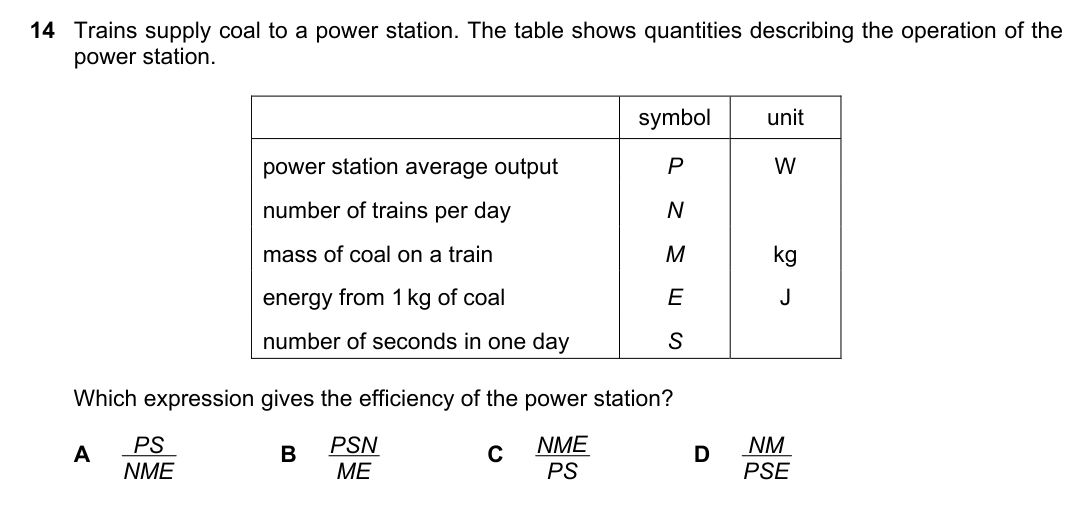 14 Trains supply coal to a power station. The table shows quantities describing the operation of the
power station.
symbol unit
power station average output P W
number of trains per day N
mass of coal on a train M kg
energy from 1 kg of coal E J
number of seconds in one day S
Which expression gives the efficiency of the power station?
A PS/NME B PSN/ME C NME/PS D NM/PSE